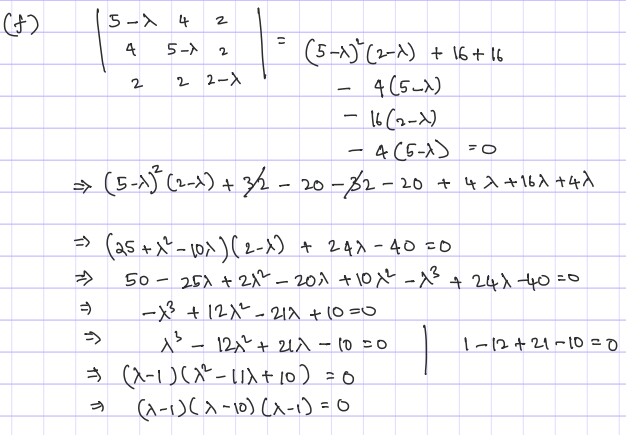 (f) | 5-λ 4 2 |
| 4 5-λ 2 | = (5-λ)²(2-λ) + 16+16
| 2 2 2-λ |
- 4(5-λ)
- 16(2-λ)
- 4(5-λ) =0
⇒ (5-λ)²(2-λ) + 32 - 20 - 32 - 20 + 4λ+16λ+4λ
⇒ (25+λ²-10λ)(2-λ) + 24λ-40=0
⇒ 50-25λ+2λ²-20λ+10λ²-λ³+24λ-40=0
⇒ -λ³+12λ²-21λ+10=0
⇒ λ³-12λ²+21λ-10=0 | 1-12+21-10=0
⇒ (λ-1)(λ²-11λ+10)=0
⇒ (λ-1)(λ-10)(λ-1)=0